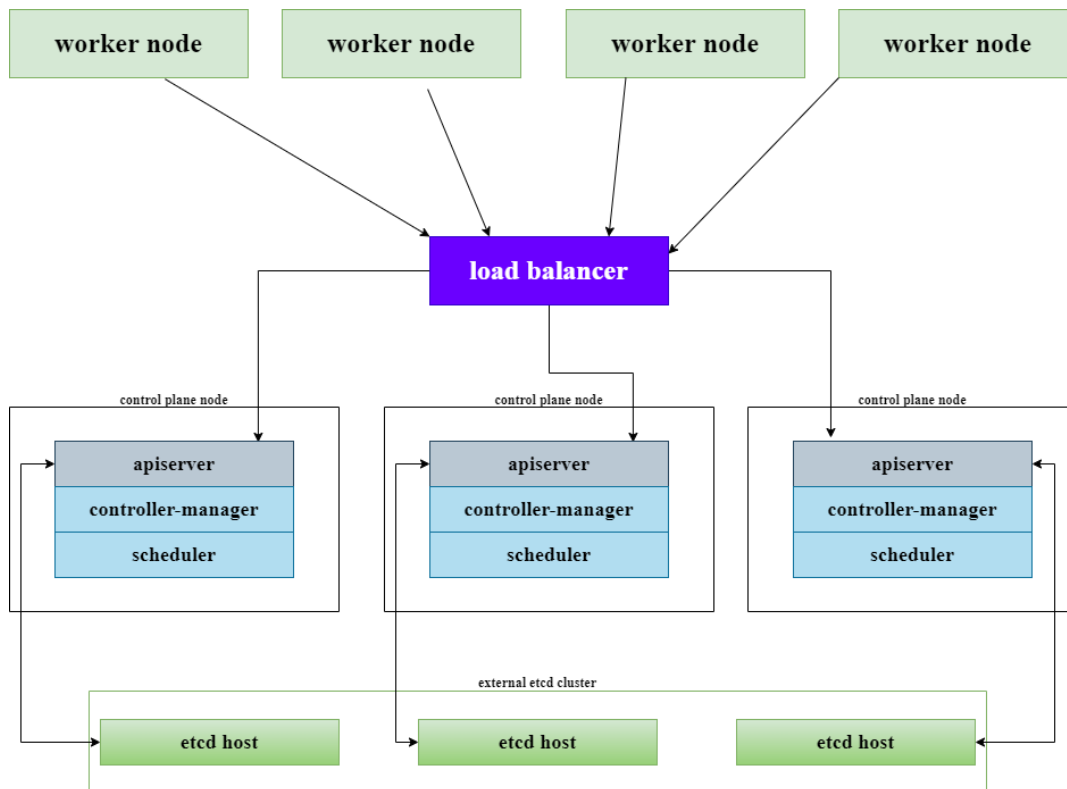 worker node
worker node
worker node
worker node
load balancer
control plane node
control plane node
control plane node
apiserver
apiserver
apiserver
controller-manager
controller-manager
controller-manager
scheduler
scheduler
scheduler
external etcd cluster
etcd host
etcd host
etcd host